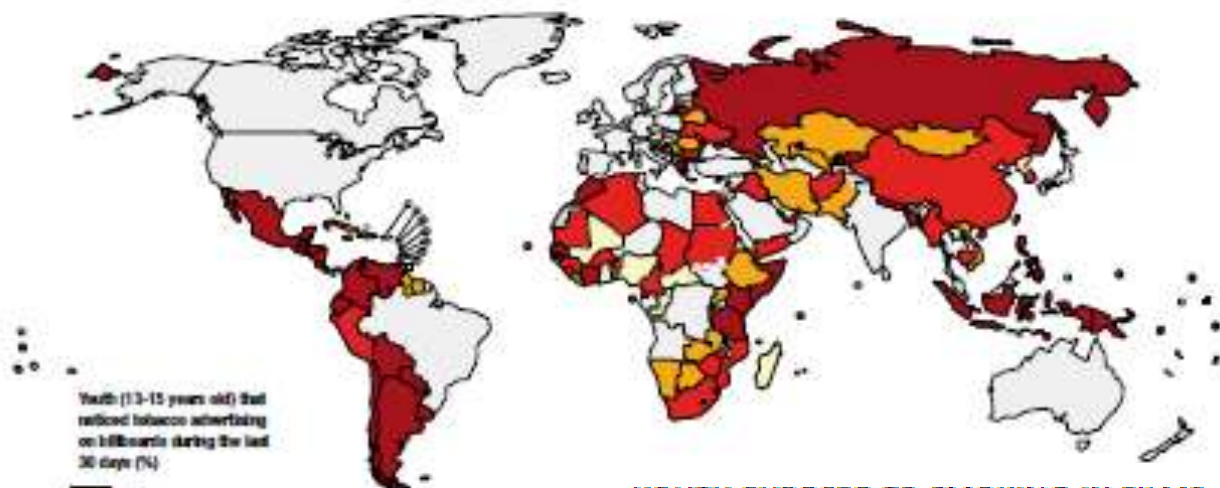 Youth (13-15 years old) that
noticed tobacco advertising
on billboards during the last
30 days (%)